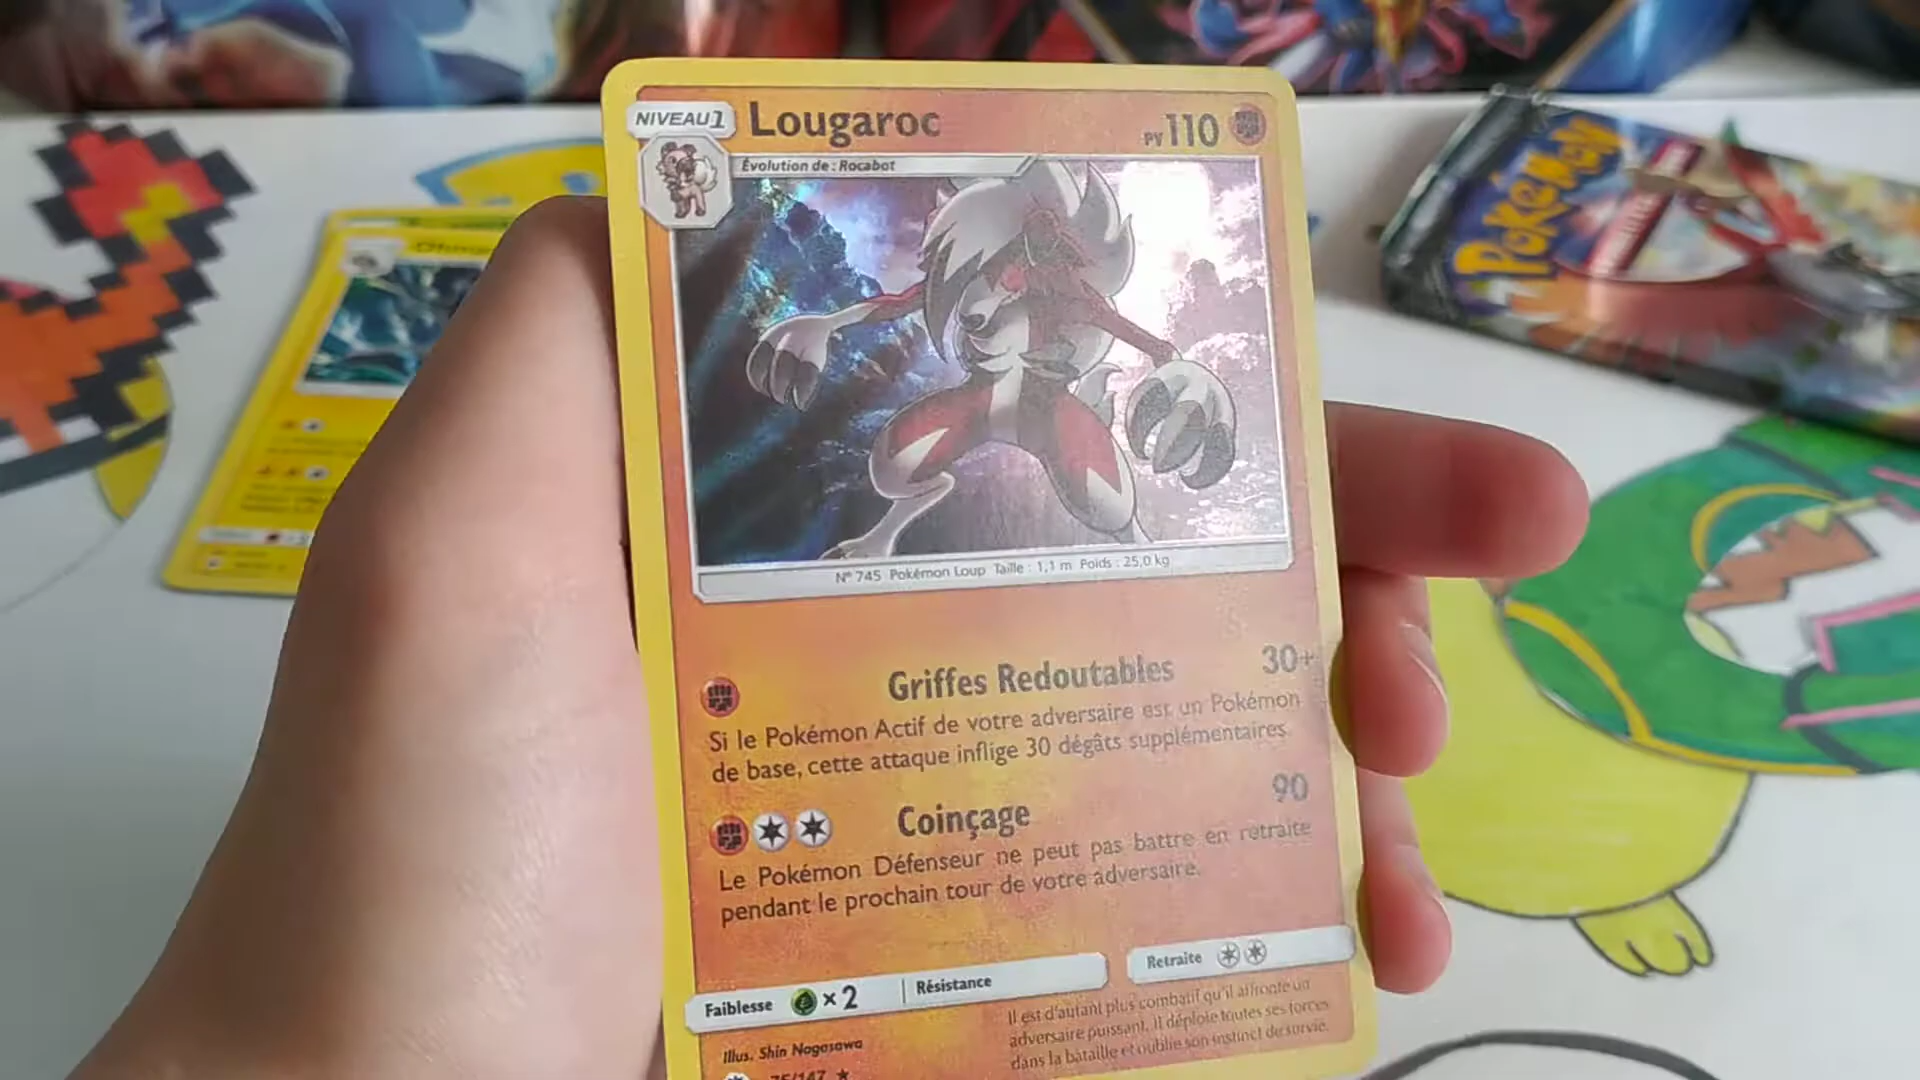 NIVEAU 1
Lougaroc
PV 110
Évolution de : Rocabot
N° 745 Pokémon Loup Taille : 1,1 m Poids : 25,0 kg
Griffes Redoutables 30+
Si le Pokémon Actif de votre adversaire est un Pokémon
de base, cette attaque inflige 30 dégâts supplémentaires.
Coinçage 90
Le Pokémon Défenseur ne peut pas battre en retraite
pendant le prochain tour de votre adversaire.
Faiblesse ×2 Résistance Retraite
Il est d'autant plus combatif qu'il affronte un
adversaire puissant. Il déploie toutes ses forces
dans la bataille et oublie son instinct de survie.
Illus. Shin Nagasawa
75/147 ★
POKÉMON